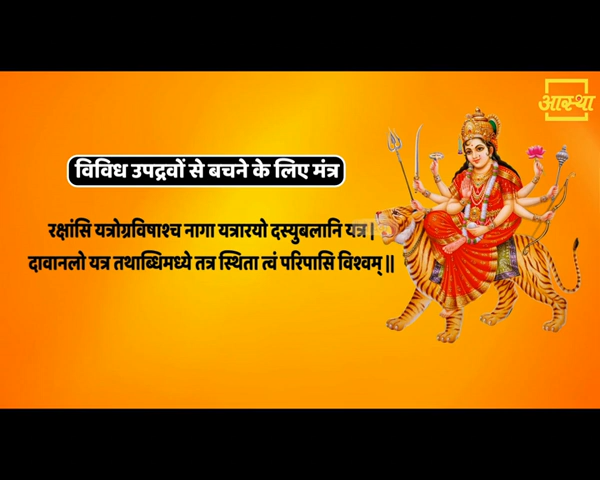 आस्था
विविध उपद्रवों से बचने के लिए मंत्र
रक्षांसि यत्रोग्रविषाश्च नागा यत्रारयो दस्युबलानि यत्र |
दावानलो यत्र तथाब्धिमध्ये तत्र स्थिता त्वं परिपासि विश्वम् ||